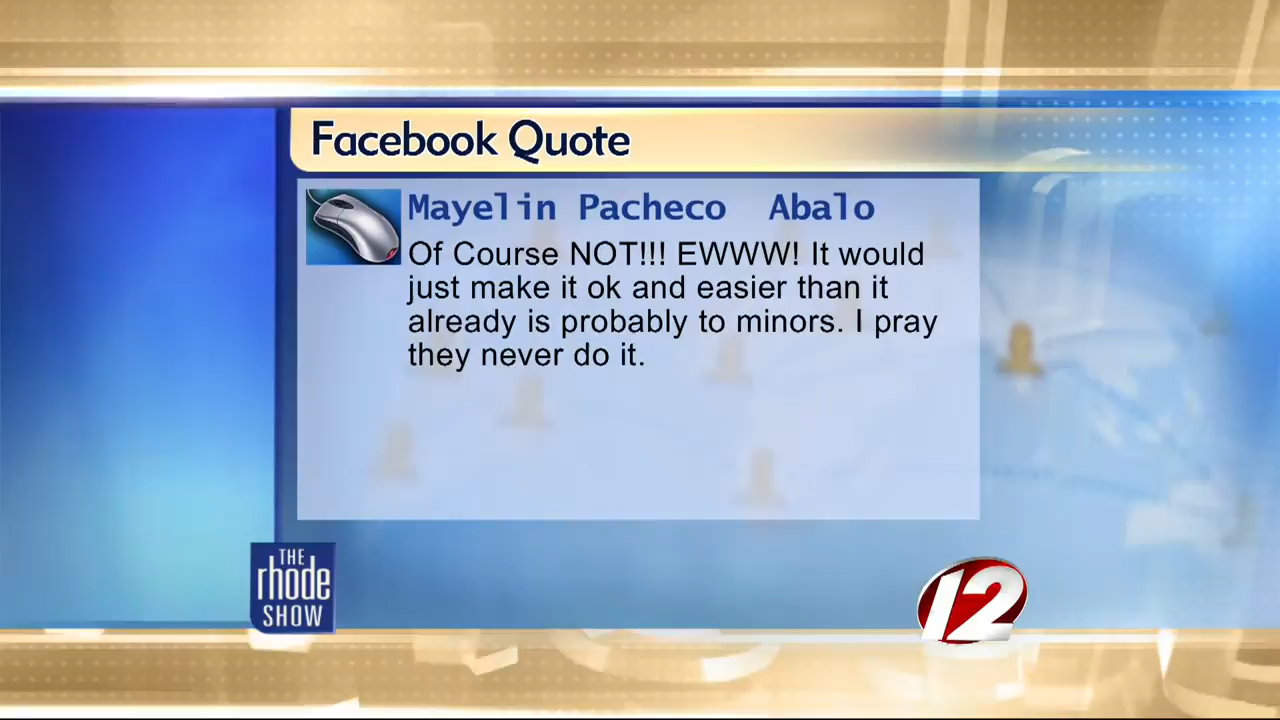 Facebook Quote
Mayelin Pacheco Abalo
Of Course NOT!!! EWWW! It would
just make it ok and easier than it
already is probably to minors. I pray
they never do it.
THE
rhode
SHOW
12